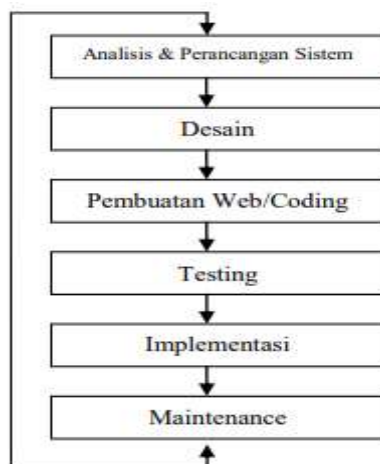 Analisis & Perancangan Sistem
Desain
Pembuatan Web/Coding
Testing
Implementasi
Maintenance